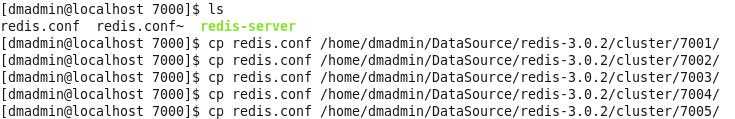 [dmadmin@localhost 7000]$ ls
redis.conf  redis.conf~  redis-server
[dmadmin@localhost 7000]$ cp redis.conf /home/dmadmin/DataSource/redis-3.0.2/cluster/7001/
[dmadmin@localhost 7000]$ cp redis.conf /home/dmadmin/DataSource/redis-3.0.2/cluster/7002/
[dmadmin@localhost 7000]$ cp redis.conf /home/dmadmin/DataSource/redis-3.0.2/cluster/7003/
[dmadmin@localhost 7000]$ cp redis.conf /home/dmadmin/DataSource/redis-3.0.2/cluster/7004/
[dmadmin@localhost 7000]$ cp redis.conf /home/dmadmin/DataSource/redis-3.0.2/cluster/7005/